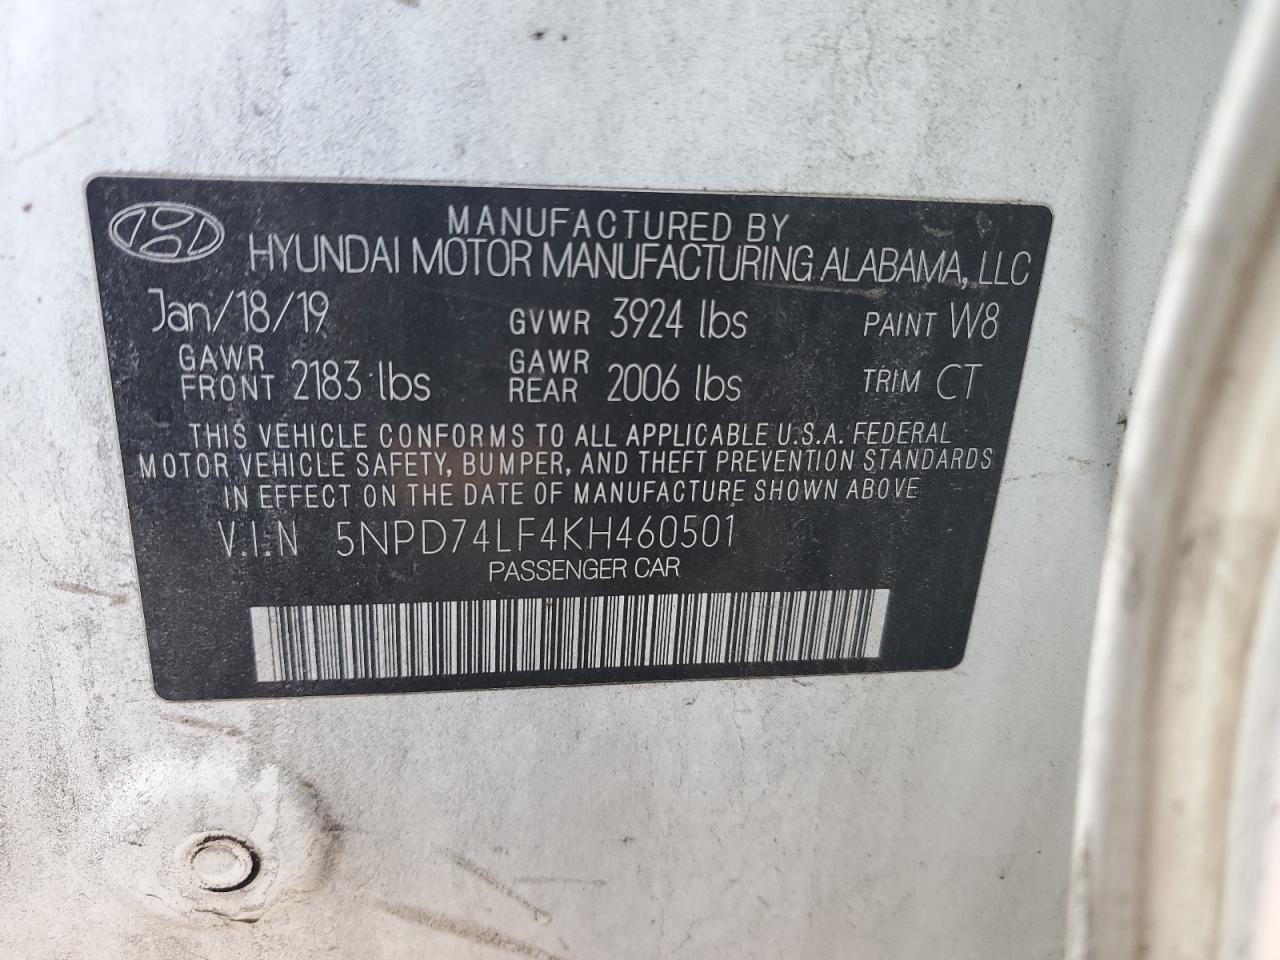 MANUFACTURED BY
HYUNDAI MOTOR MANUFACTURING ALABAMA, LLC
Jan/18/19 GVWR 3924 lbs PAINT W8
GAWR FRONT 2183 lbs GAWR REAR 2006 lbs TRIM CT
THIS VEHICLE CONFORMS TO ALL APPLICABLE U.S.A. FEDERAL
MOTOR VEHICLE SAFETY, BUMPER, AND THEFT PREVENTION STANDARDS
IN EFFECT ON THE DATE OF MANUFACTURE SHOWN ABOVE
V.I.N 5NPD74LF4KH460501
PASSENGER CAR